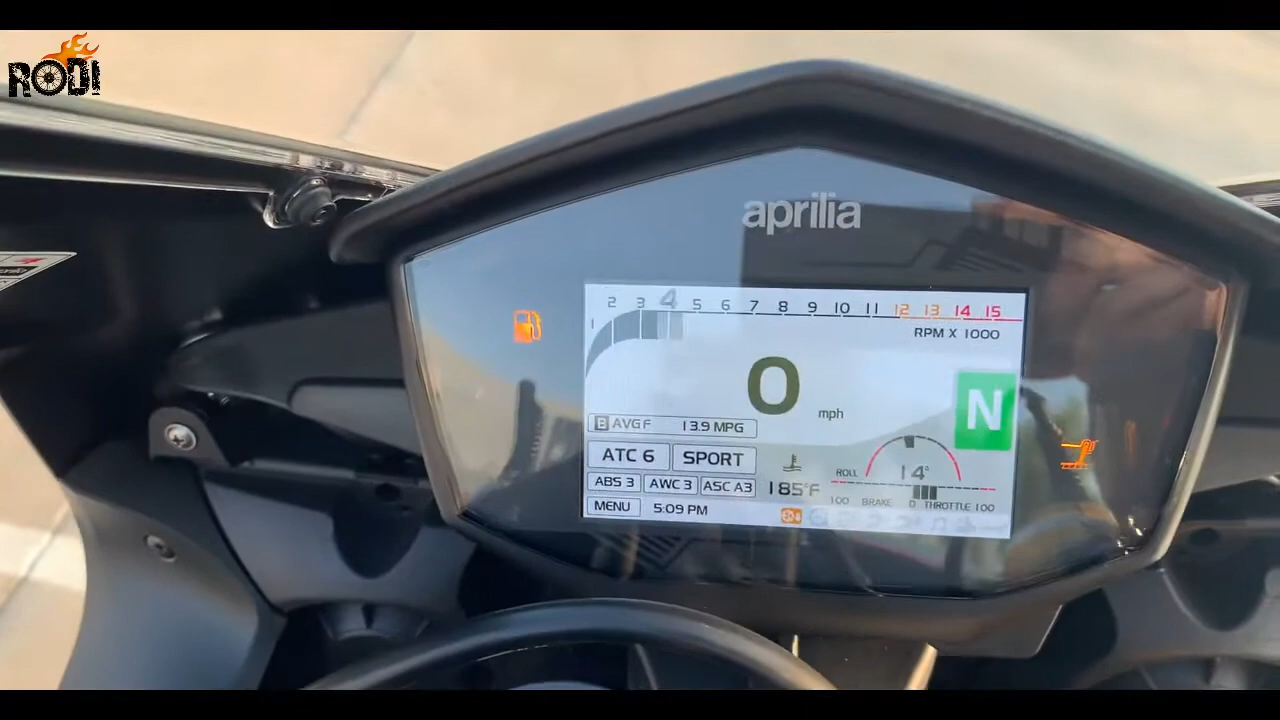 RODI
aprilia
1 2 3 4 5 6 7 8 9 10 11 12 13 14 15
RPM X 1000
0 mph
N
B AVG F 13.9 MPG
ATC 6 SPORT
ABS 3 AWC 3 ASC A3
185°F
ROLL 14°
100 BRAKE 0 THROTTLE 100
MENU 5:09 PM